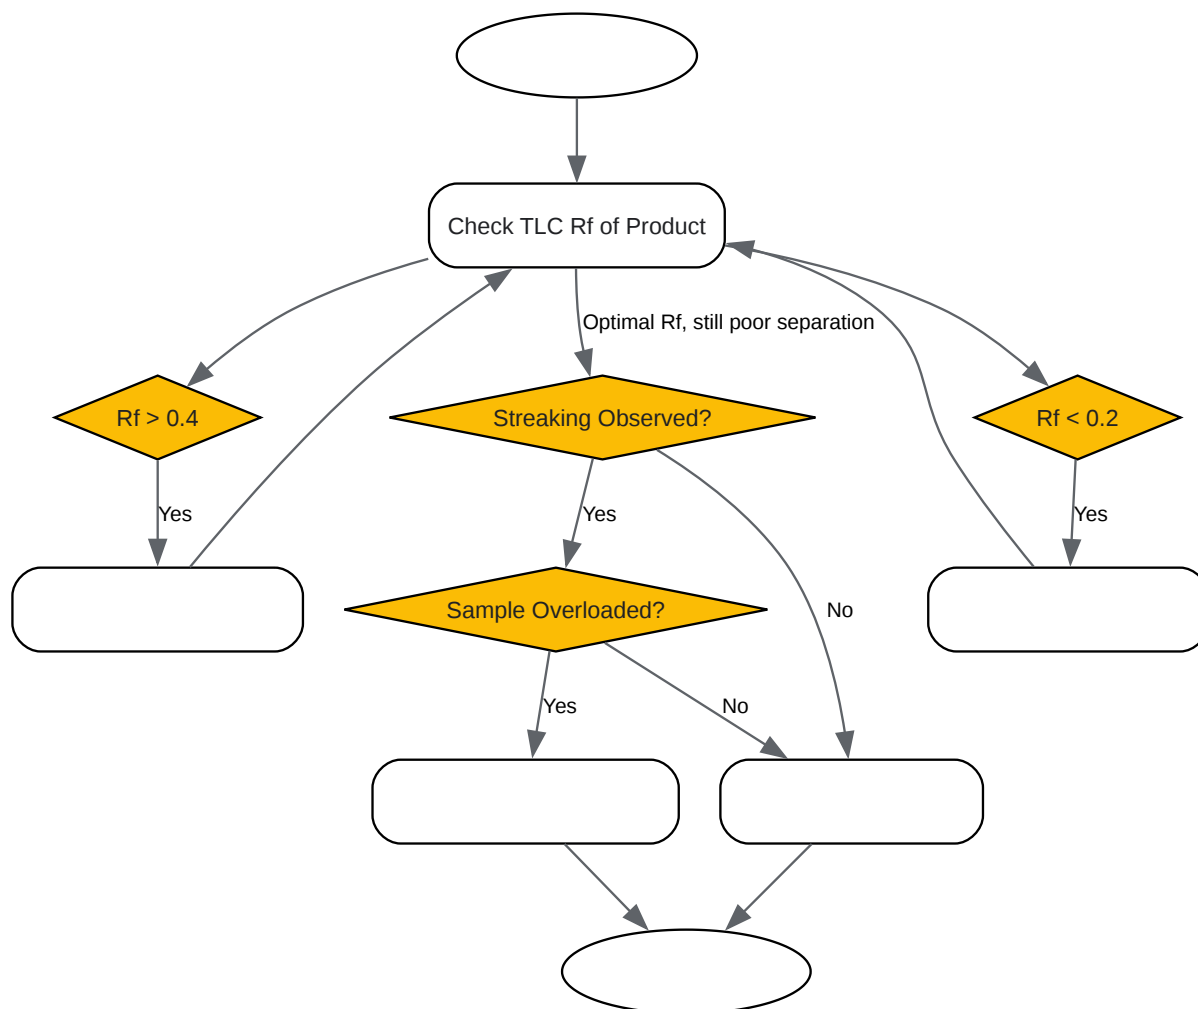 Check TLC Rf of Product
Optimal Rf, still poor separation
Rf > 0.4
Streaking Observed?
Rf < 0.2
Yes
Yes
Yes
Sample Overloaded?
No
Yes
No